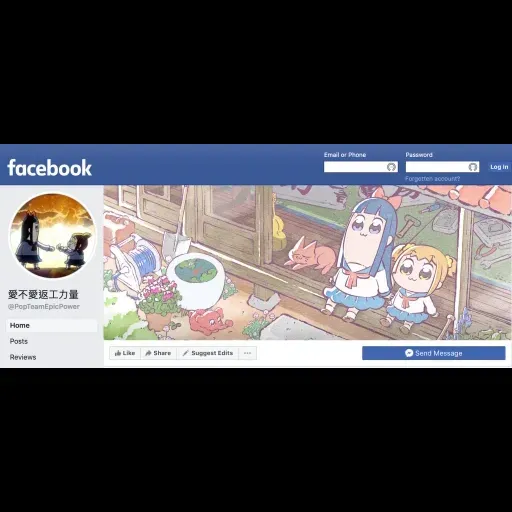 facebook
Email or Phone
Password
Log In
Forgotten account?
愛不愛返工力量
@PopTeamEpicPower
Home
Posts
Reviews
Like
Share
Suggest Edits
Send Message